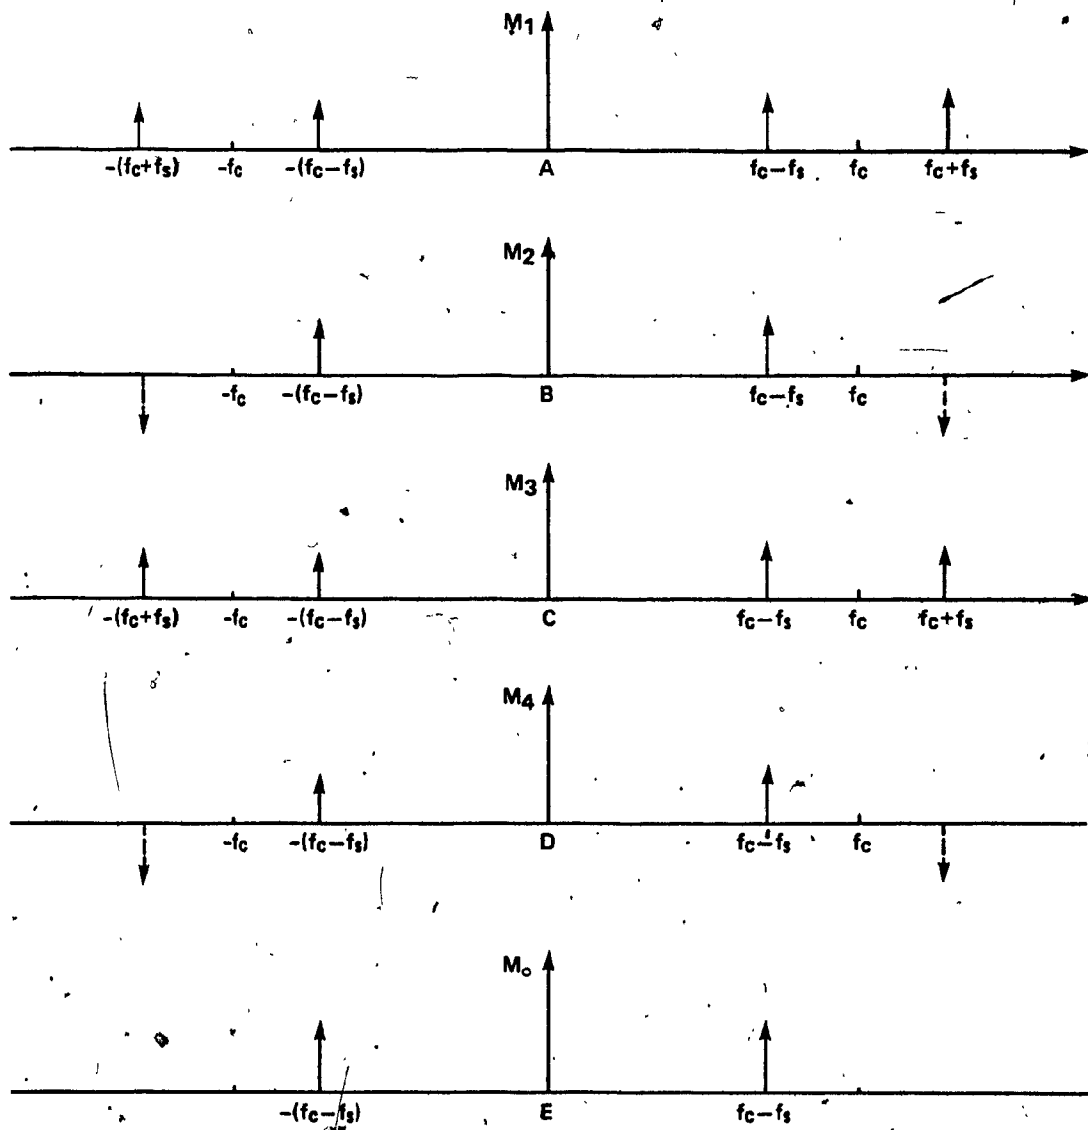 M1
-(fc+fs) -fc -(fc-fs) A fc-fs fc fc+fs
M2
-fc -(fc-fs) B fc-fs fc
M3
-(fc+fs) -fc -(fc-fs) C fc-fs fc fc+fs
M4
-fc -(fc-fs) D fc-fs fc
Mo
-(fc-fs) E fc-fs